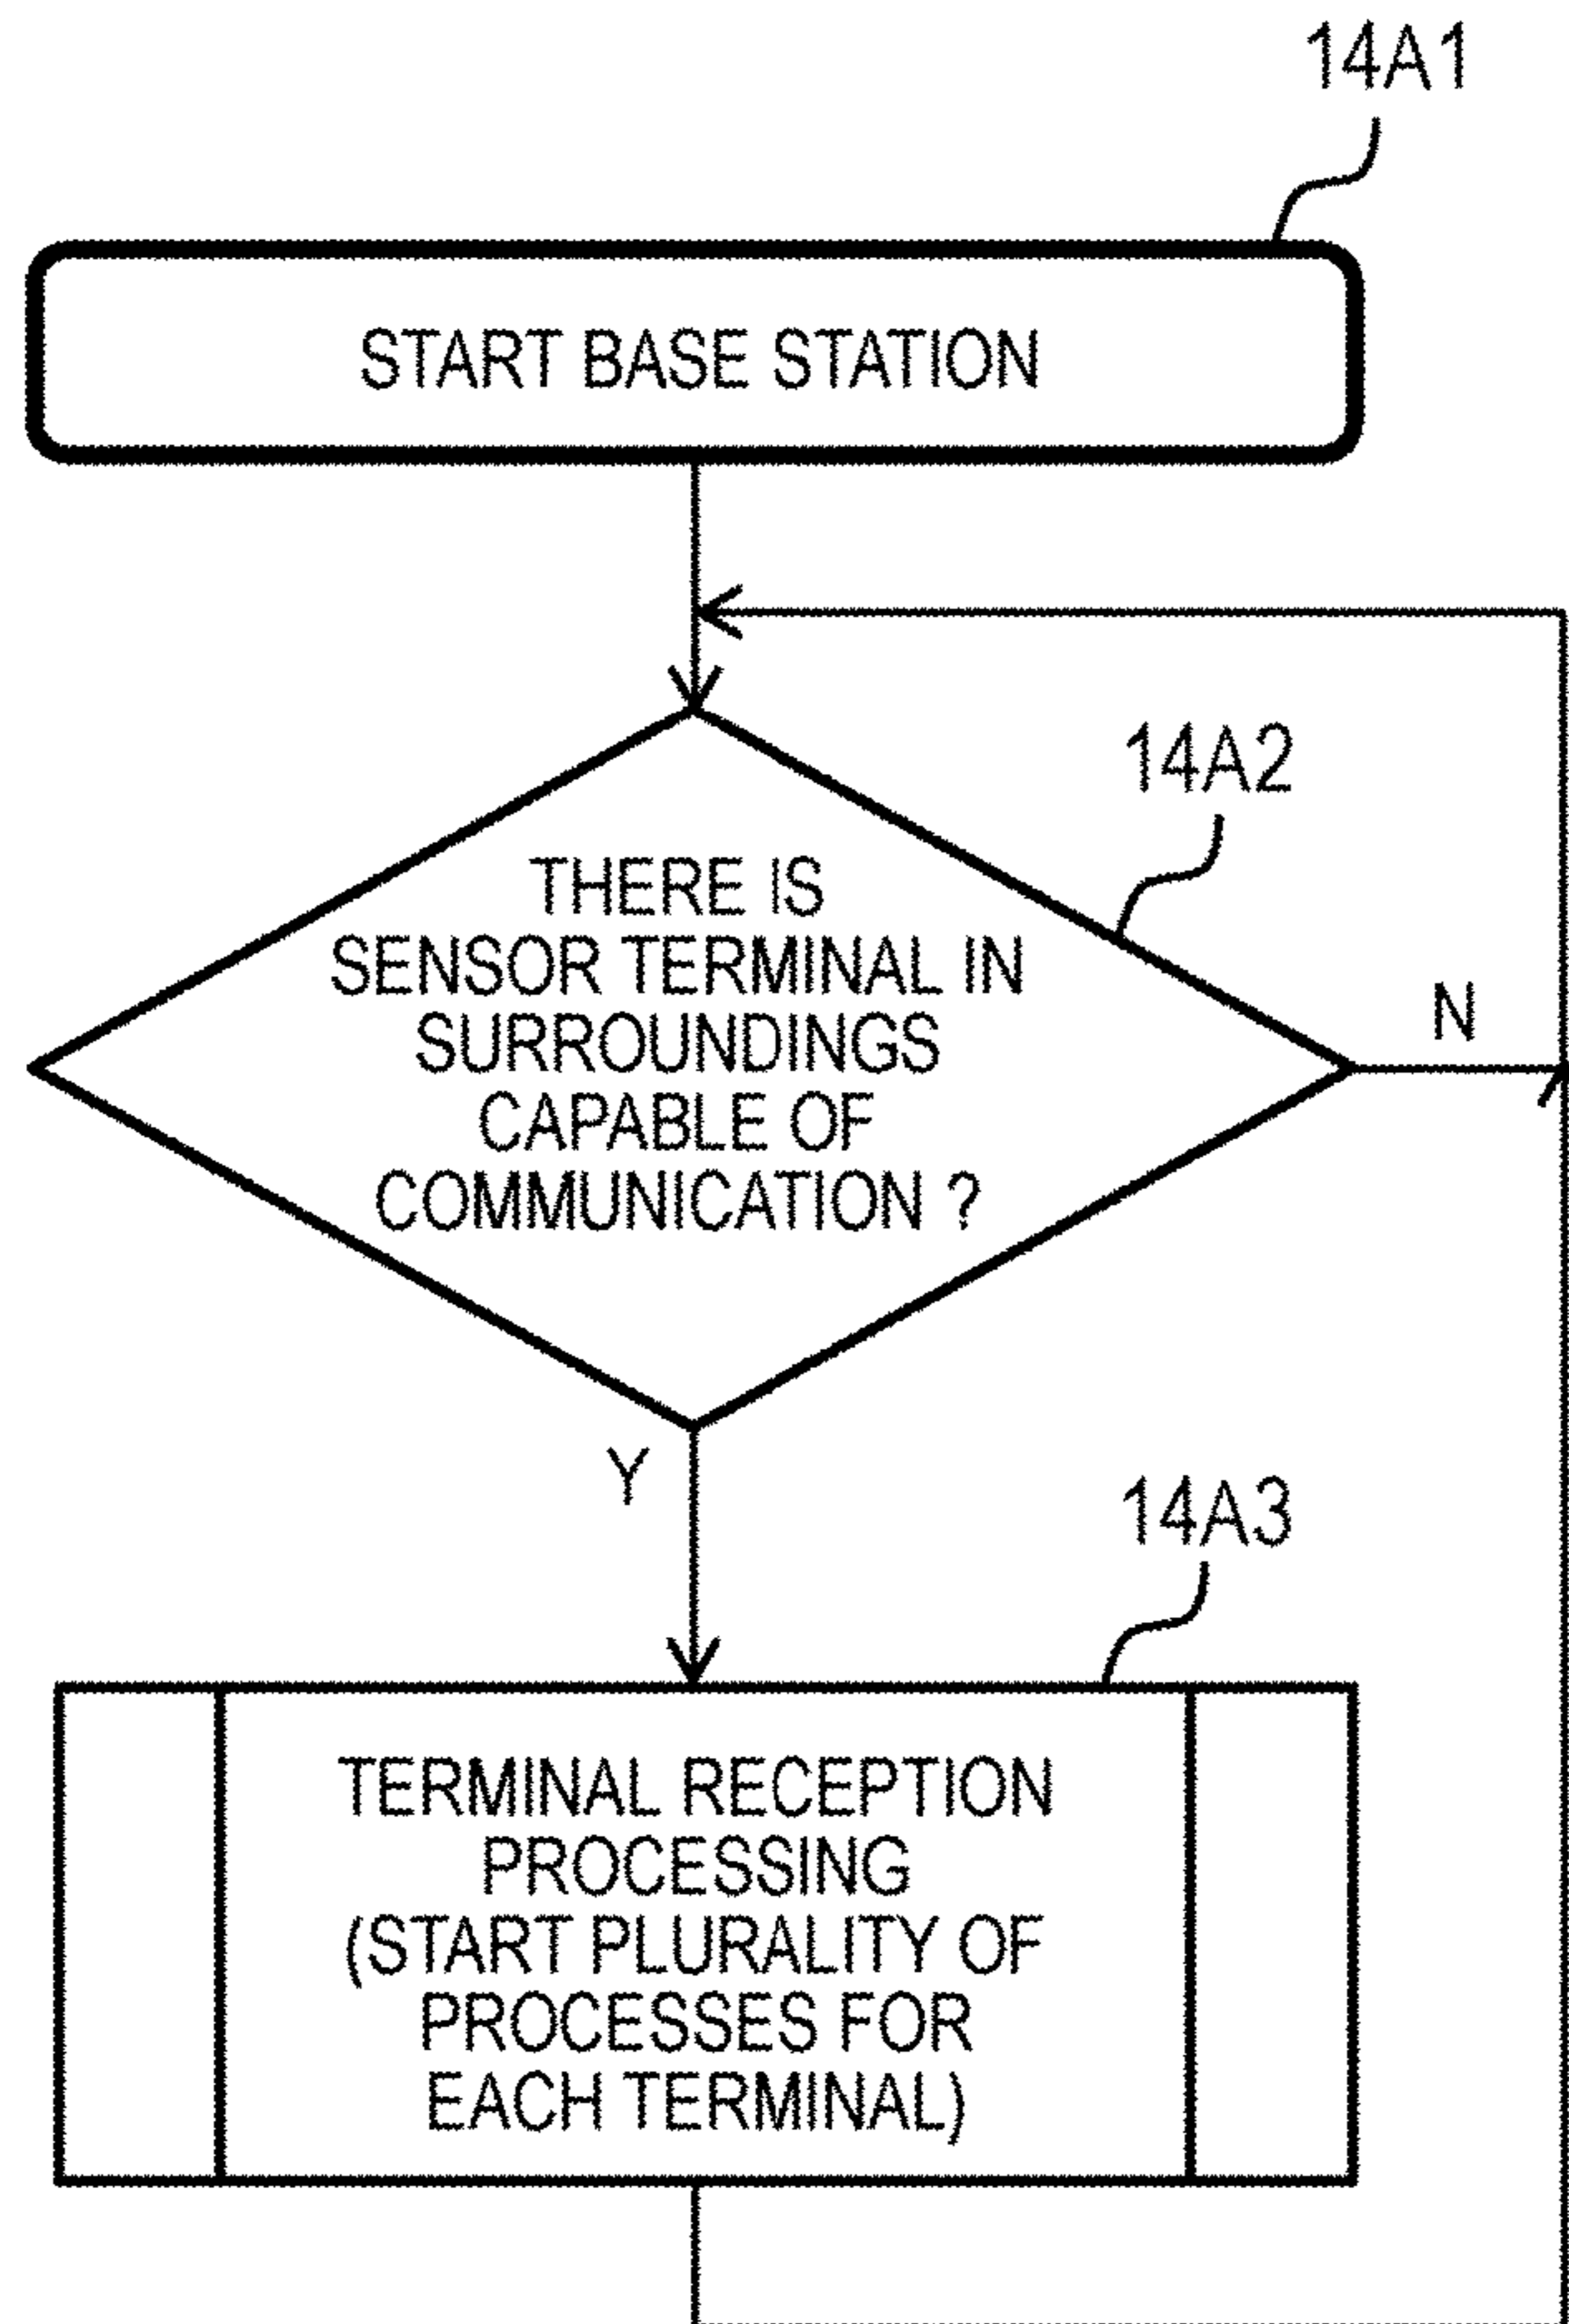 14A1
START BASE STATION
14A2
THERE IS
SENSOR TERMINAL IN
SURROUNDINGS
CAPABLE OF
COMMUNICATION ?
N
Y
14A3
TERMINAL RECEPTION
PROCESSING
(START PLURALITY OF
PROCESSES FOR
EACH TERMINAL)